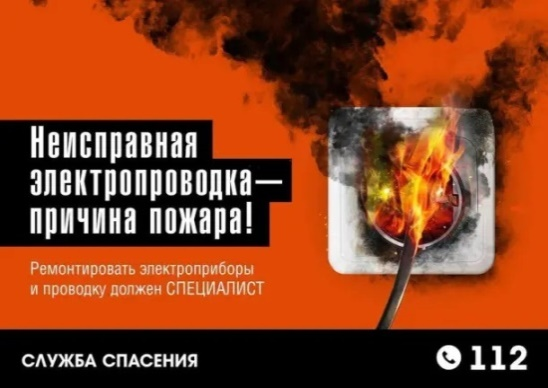 Неисправная
электропроводка—
причина пожара!
Ремонтировать электроприборы
и проводку должен СПЕЦИАЛИСТ
СЛУЖБА СПАСЕНИЯ
112